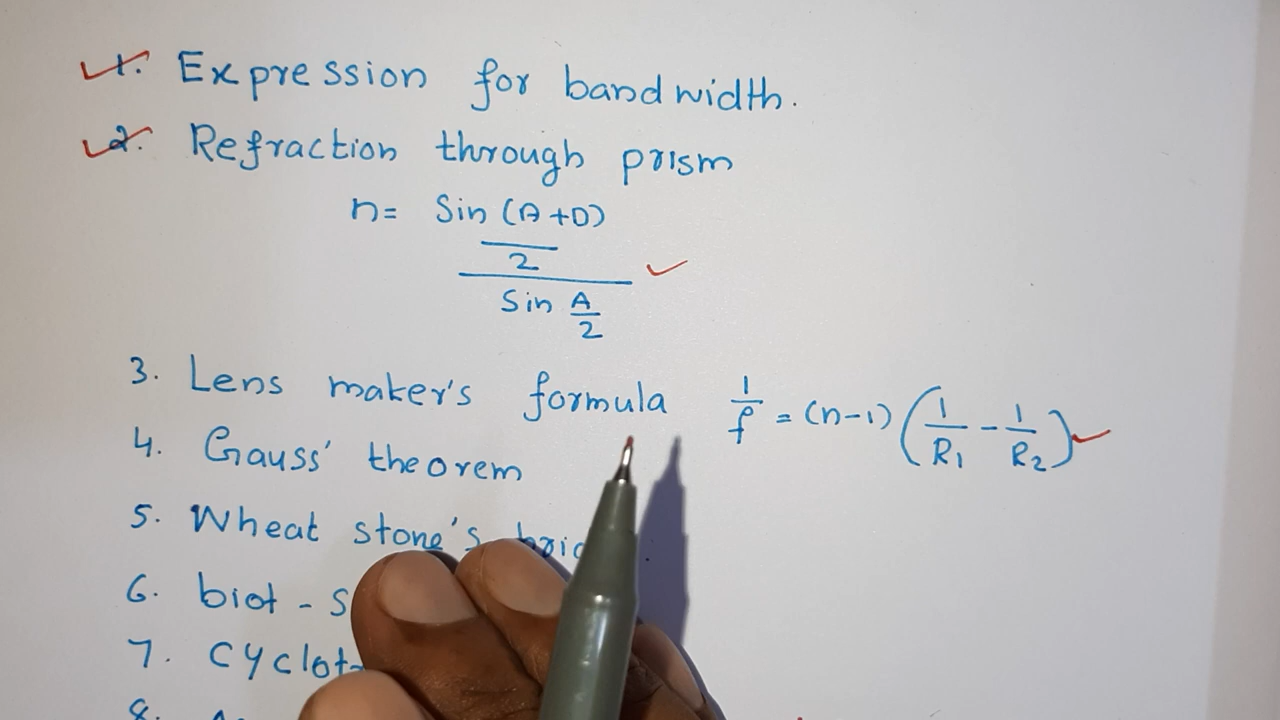 1. Expression for bandwidth.
2. Refraction through prism
n = Sin (A+D)/2 / Sin A/2
3. Lens maker's formula 1/f = (n-1) (1/R1 - 1/R2)
4. Gauss' theorem
5. Wheat stone's
6. biot -
7.
8.